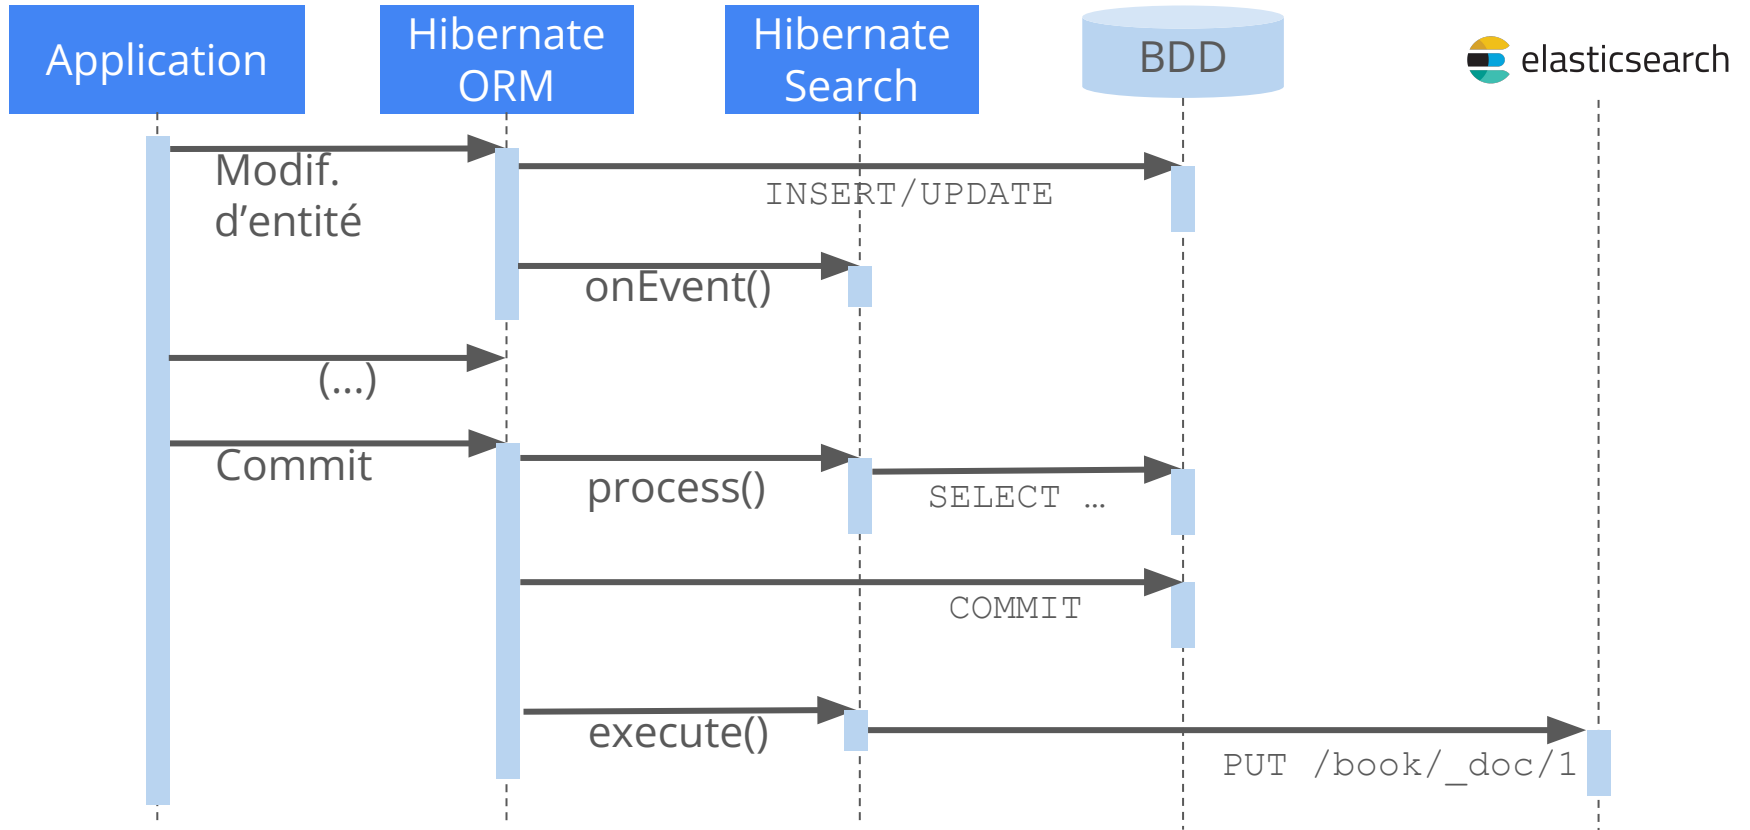 Application
Hibernate
ORM
Hibernate
Search
BDD
elasticsearch
Modif.
d’entité
INSERT/UPDATE
onEvent()
(...)
Commit
process()
SELECT …
COMMIT
execute()
PUT /book/_doc/1